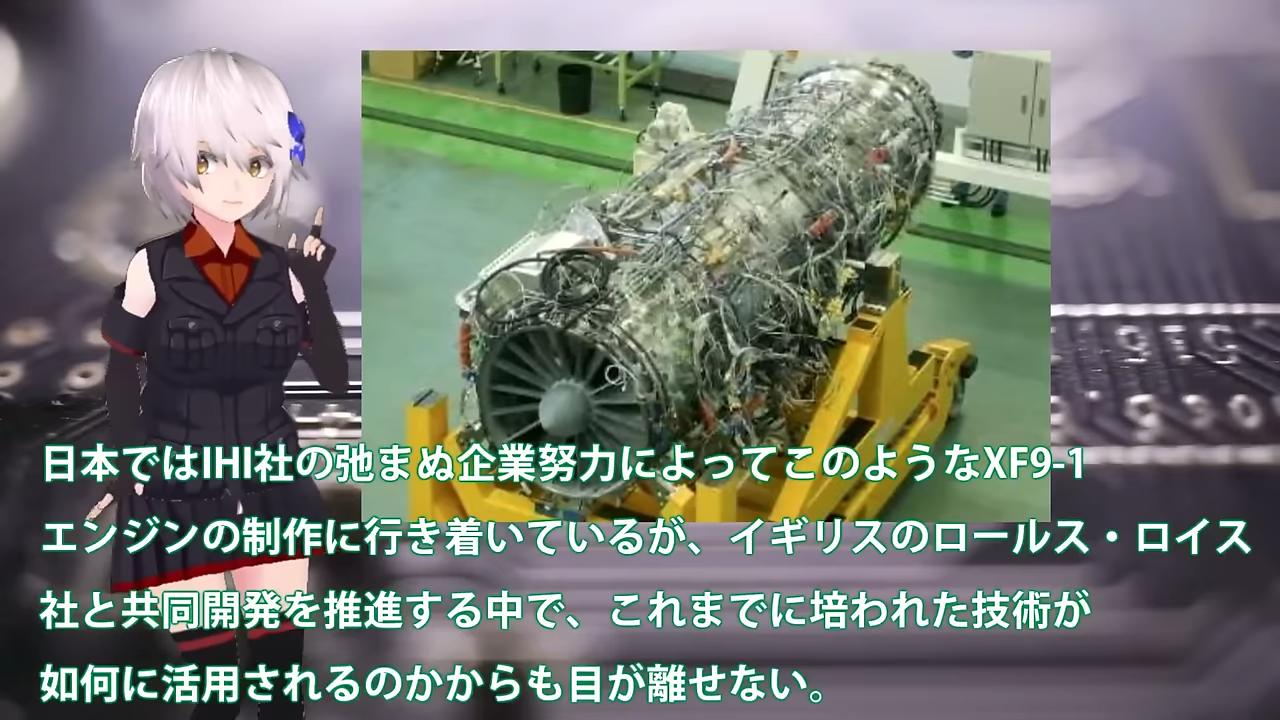 日本ではIHI社の弛まぬ企業努力によってこのようなXF9-1
エンジンの制作に行き着いているが、イギリスのロールス・ロイス
社と共同開発を推進する中で、これまでに培われた技術が
如何に活用されるのかからも目が離せない。